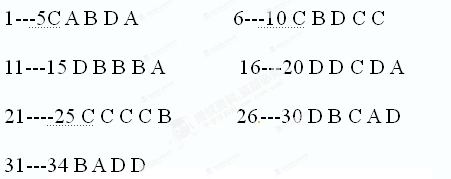 1---5C A B D A 6---10 C B D C C
11---15 D B B B A 16---20 D D C D A
21----25 C C C C B 26---30 D B C A D
31---34 B A D D